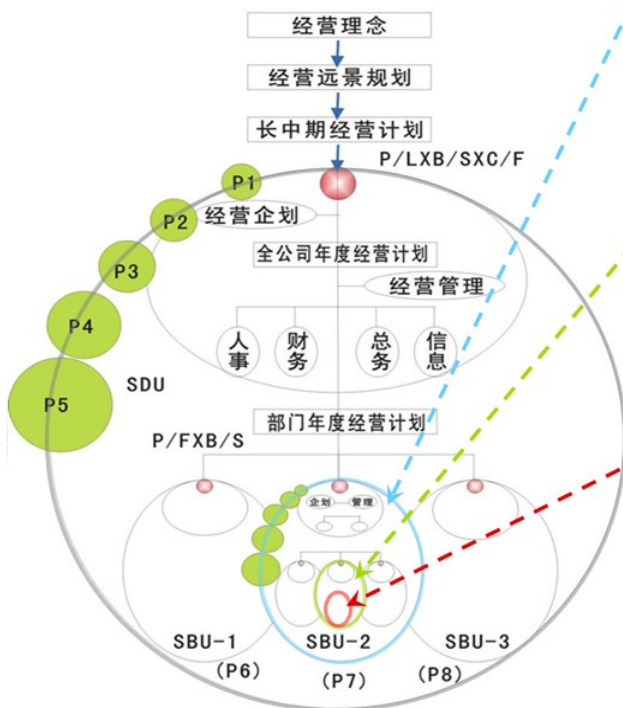 经营理念
经营远景规划
长中期经营计划
P/LXB/SXC/F
P1
经营企划
P2
全公司年度经营计划
P3
经营管理
P4
人事
财务
总务
信息
P5
SDU
部门年度经营计划
P/FXB/S
企划
管理
SBU-1
SBU-2
SBU-3
(P6)
(P7)
(P8)